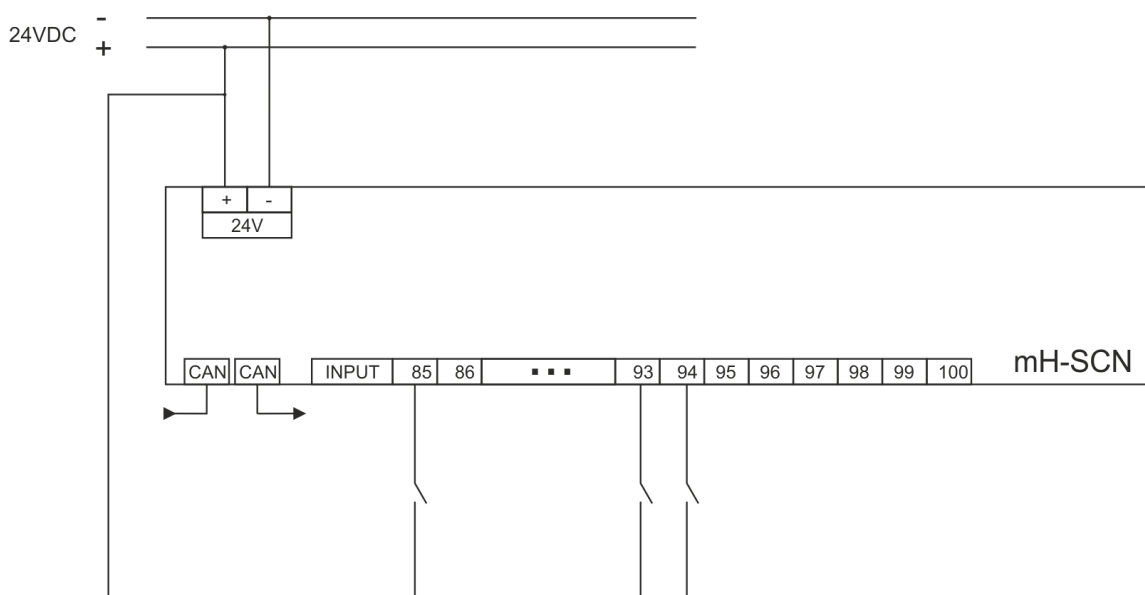 -
24VDC
+
+ -
24V
CAN CAN INPUT 85 86 ... 93 94 95 96 97 98 99 100
mH-SCN